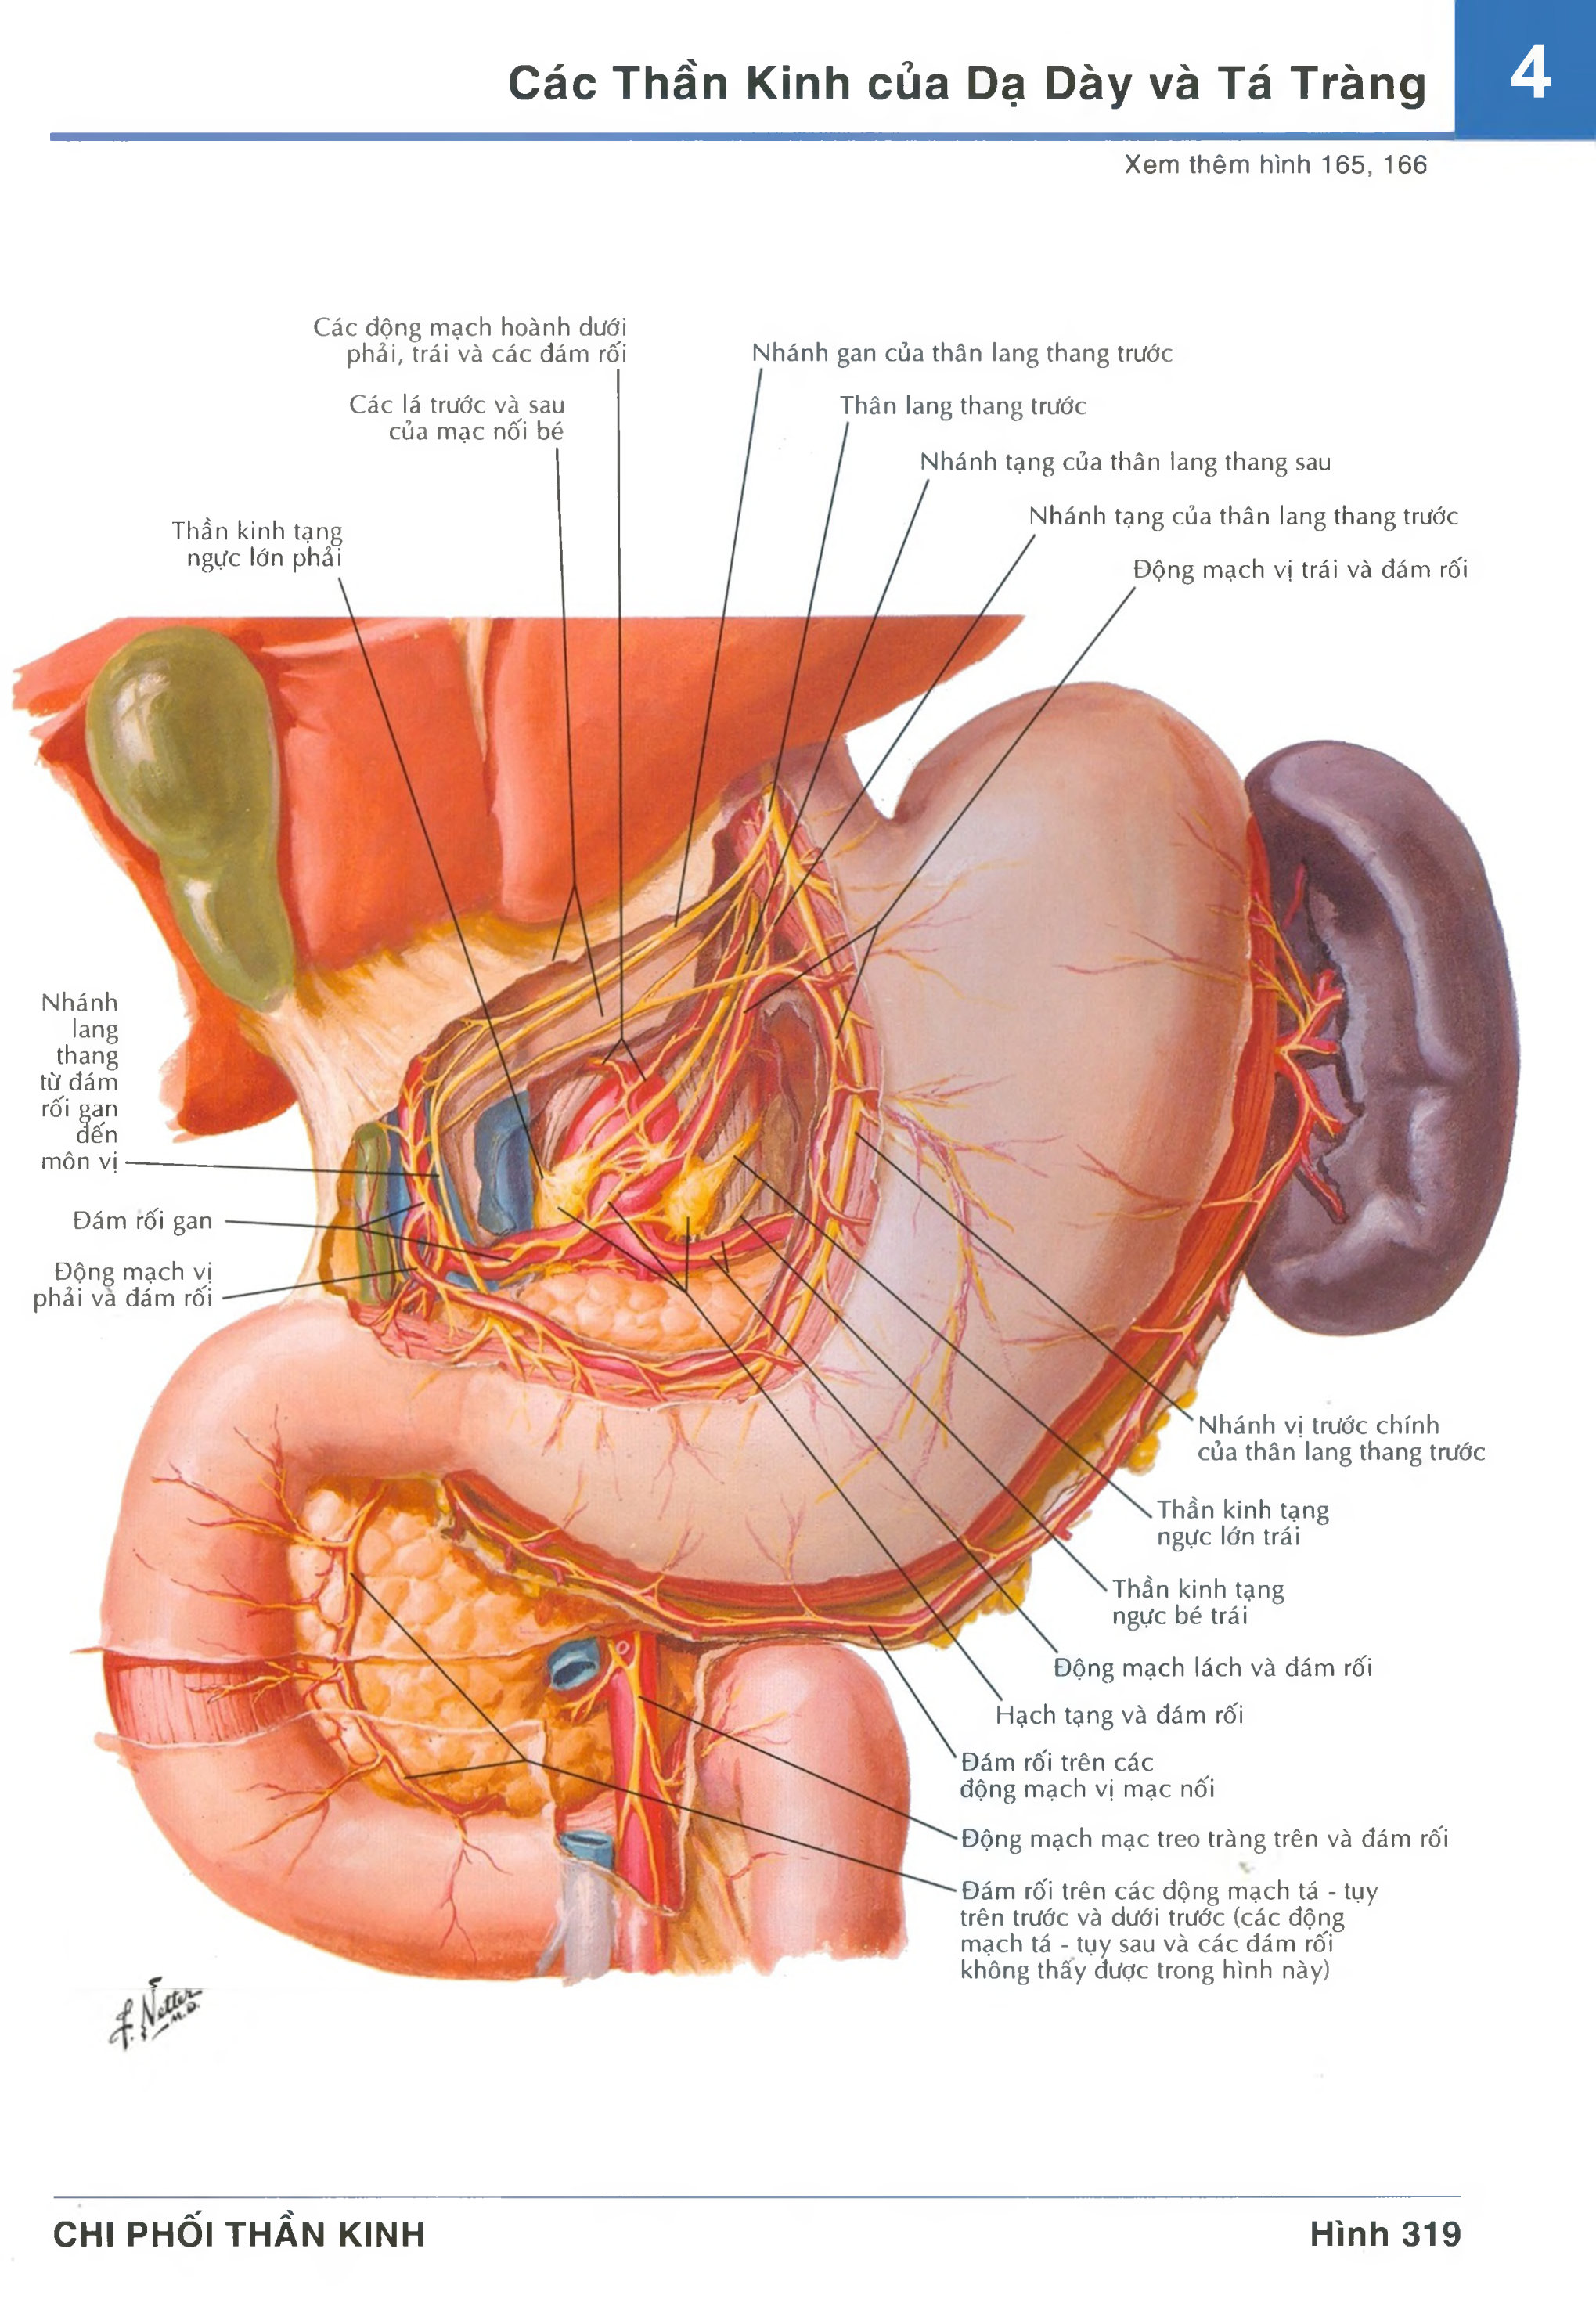 Các Thần Kinh của Dạ Dày và Tá Tràng
4
Xem thêm hình 165, 166
Các động mạch hoành dưới
phải, trái và các đám rối
Nhánh gan của thân lang thang trước
Các lá trước và sau
của mạc nối bé
Thân lang thang trước
Nhánh tạng của thân lang thang sau
Thần kinh tạng
ngực lớn phải
Nhánh tạng của thân lang thang trước
Động mạch vị trái và đám rối
Nhánh
lang
thang
từ đám
rối gan
đến
môn vị
Đám rối gan
Động mạch vị
phải và đám rối
Nhánh vị trước chính
của thân lang thang trước
Thần kinh tạng
ngực lớn trái
Thần kinh tạng
ngực bé trái
Động mạch lách và đám rối
Hạch tạng và đám rối
Đám rối trên các
động mạch vị mạc nối
Động mạch mạc treo tràng trên và đám rối
Đám rối trên các động mạch tá - tụy
trên trước và dưới trước (các động
mạch tá - tụy sau và các đám rối
không thấy được trong hình này)
F. Netter
M.D.
CHI PHỐI THẦN KINH
Hình 319